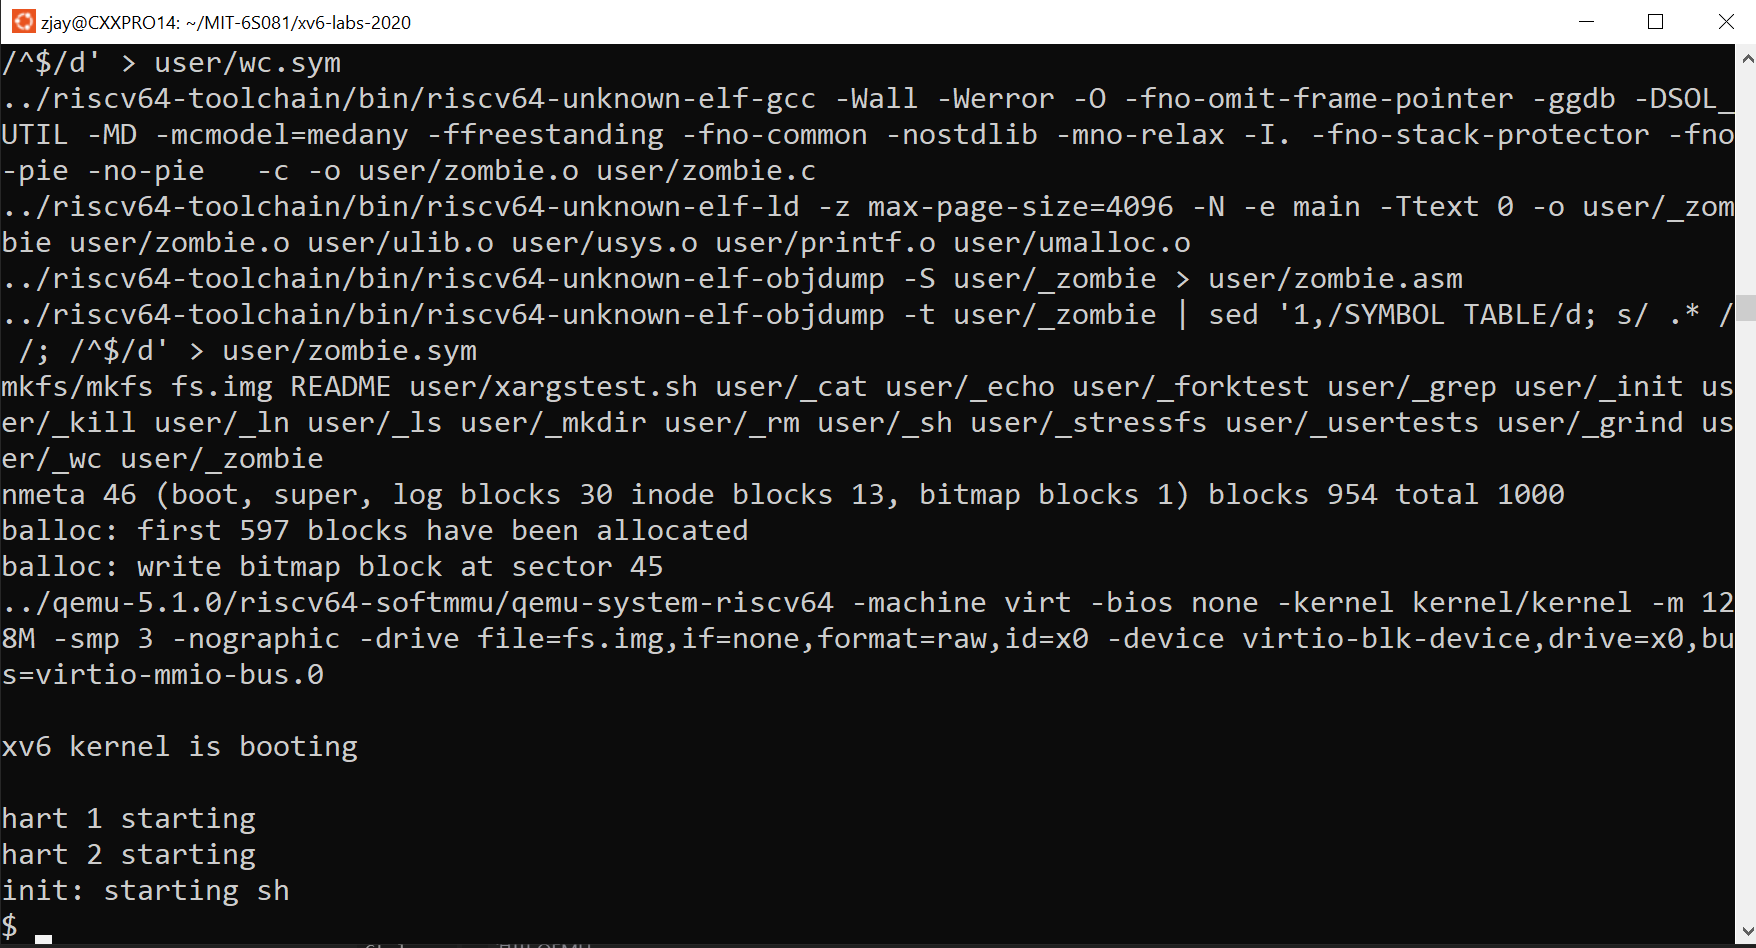 zjay@CXXPRO14: ~/MIT-6S081/xv6-labs-2020
/^$/d' > user/wc.sym
../riscv64-toolchain/bin/riscv64-unknown-elf-gcc -Wall -Werror -O -fno-omit-frame-pointer -ggdb -DSOL_
UTIL -MD -mcmodel=medany -ffreestanding -fno-common -nostdlib -mno-relax -I. -fno-stack-protector -fno
-pie -no-pie   -c -o user/zombie.o user/zombie.c
../riscv64-toolchain/bin/riscv64-unknown-elf-ld -z max-page-size=4096 -N -e main -Ttext 0 -o user/_zom
bie user/zombie.o user/ulib.o user/usys.o user/printf.o user/umalloc.o
../riscv64-toolchain/bin/riscv64-unknown-elf-objdump -S user/_zombie > user/zombie.asm
../riscv64-toolchain/bin/riscv64-unknown-elf-objdump -t user/_zombie | sed '1,/SYMBOL TABLE/d; s/ .* /
 /; /^$/d' > user/zombie.sym
mkfs/mkfs fs.img README user/xargstest.sh user/_cat user/_echo user/_forktest user/_grep user/_init us
er/_kill user/_ln user/_ls user/_mkdir user/_rm user/_sh user/_stressfs user/_usertests user/_grind us
er/_wc user/_zombie
nmeta 46 (boot, super, log blocks 30 inode blocks 13, bitmap blocks 1) blocks 954 total 1000
balloc: first 597 blocks have been allocated
balloc: write bitmap block at sector 45
../qemu-5.1.0/riscv64-softmmu/qemu-system-riscv64 -machine virt -bios none -kernel kernel/kernel -m 12
8M -smp 3 -nographic -drive file=fs.img,if=none,format=raw,id=x0 -device virtio-blk-device,drive=x0,bu
s=virtio-mmio-bus.0
xv6 kernel is booting
hart 1 starting
hart 2 starting
init: starting sh
$